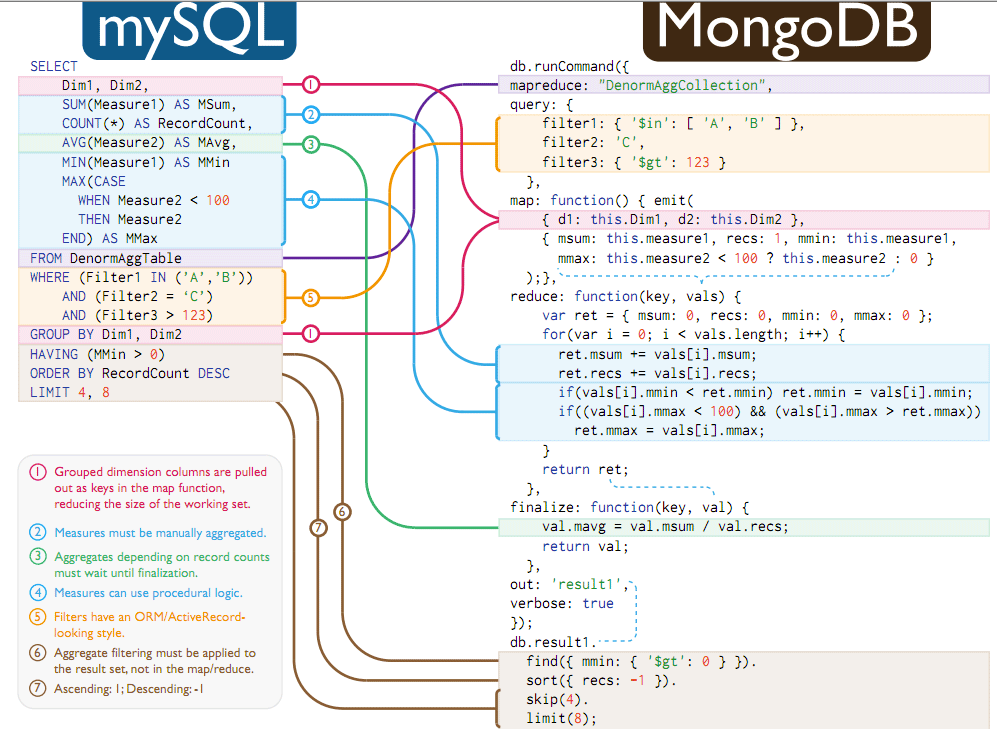 mySQL
SELECT
Dim1, Dim2,
SUM(Measure1) AS MSum,
COUNT(*) AS RecordCount,
AVG(Measure2) AS MAvg,
MIN(Measure1) AS MMin
MAX(CASE
WHEN Measure2 < 100
THEN Measure2
END) AS MMax
FROM DenormAggTable
WHERE (Filter1 IN (‘A’,‘B’))
AND (Filter2 = ‘C’)
AND (Filter3 > 123)
GROUP BY Dim1, Dim2
HAVING (MMin > 0)
ORDER BY RecordCount DESC
LIMIT 4, 8
1
2
3
4
5
1
6
7
1 Grouped dimension columns are pulled
out as keys in the map function,
reducing the size of the working set.
2 Measures must be manually aggregated.
3 Aggregates depending on record counts
must wait until finalization.
4 Measures can use procedural logic.
5 Filters have an ORM/ActiveRecord-
looking style.
6 Aggregate filtering must be applied to
the result set, not in the map/reduce.
7 Ascending: 1; Descending: -1
MongoDB
db.runCommand({
mapreduce: "DenormAggCollection",
query: {
filter1: { '$in': [ 'A', 'B' ] },
filter2: 'C',
filter3: { '$gt': 123 }
},
map: function() { emit(
{ d1: this.Dim1, d2: this.Dim2 },
{ msum: this.measure1, recs: 1, mmin: this.measure1,
mmax: this.measure2 < 100 ? this.measure2 : 0 }
);},
reduce: function(key, vals) {
var ret = { msum: 0, recs: 0, mmin: 0, mmax: 0 };
for(var i = 0; i < vals.length; i++) {
ret.msum += vals[i].msum;
ret.recs += vals[i].recs;
if(vals[i].mmin < ret.mmin) ret.mmin = vals[i].mmin;
if((vals[i].mmax < 100) && (vals[i].mmax > ret.mmax))
ret.mmax = vals[i].mmax;
}
return ret;
},
finalize: function(key, val) {
val.mavg = val.msum / val.recs;
return val;
},
out: 'result1',
verbose: true
});
db.result1.
find({ mmin: { '$gt': 0 } }).
sort({ recs: -1 }).
skip(4).
limit(8);